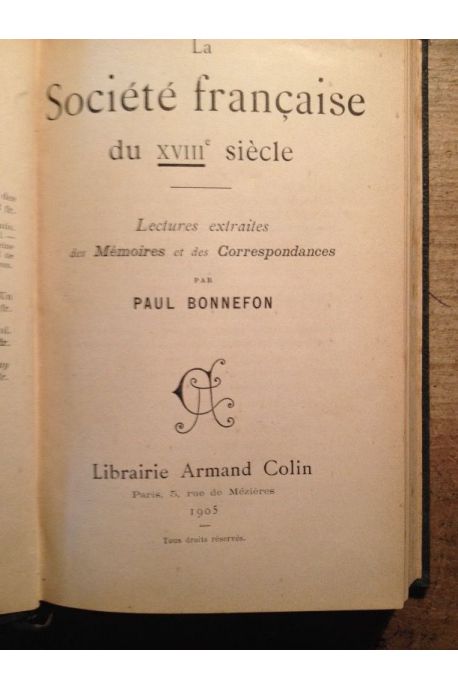 La
Société française
du XVIIIe siècle
Lectures extraites
des Mémoires et des Correspondances
PAR
PAUL BONNEFON
Librairie Armand Colin
Paris, 5, rue de Mézières
1905
Tous droits réservés.